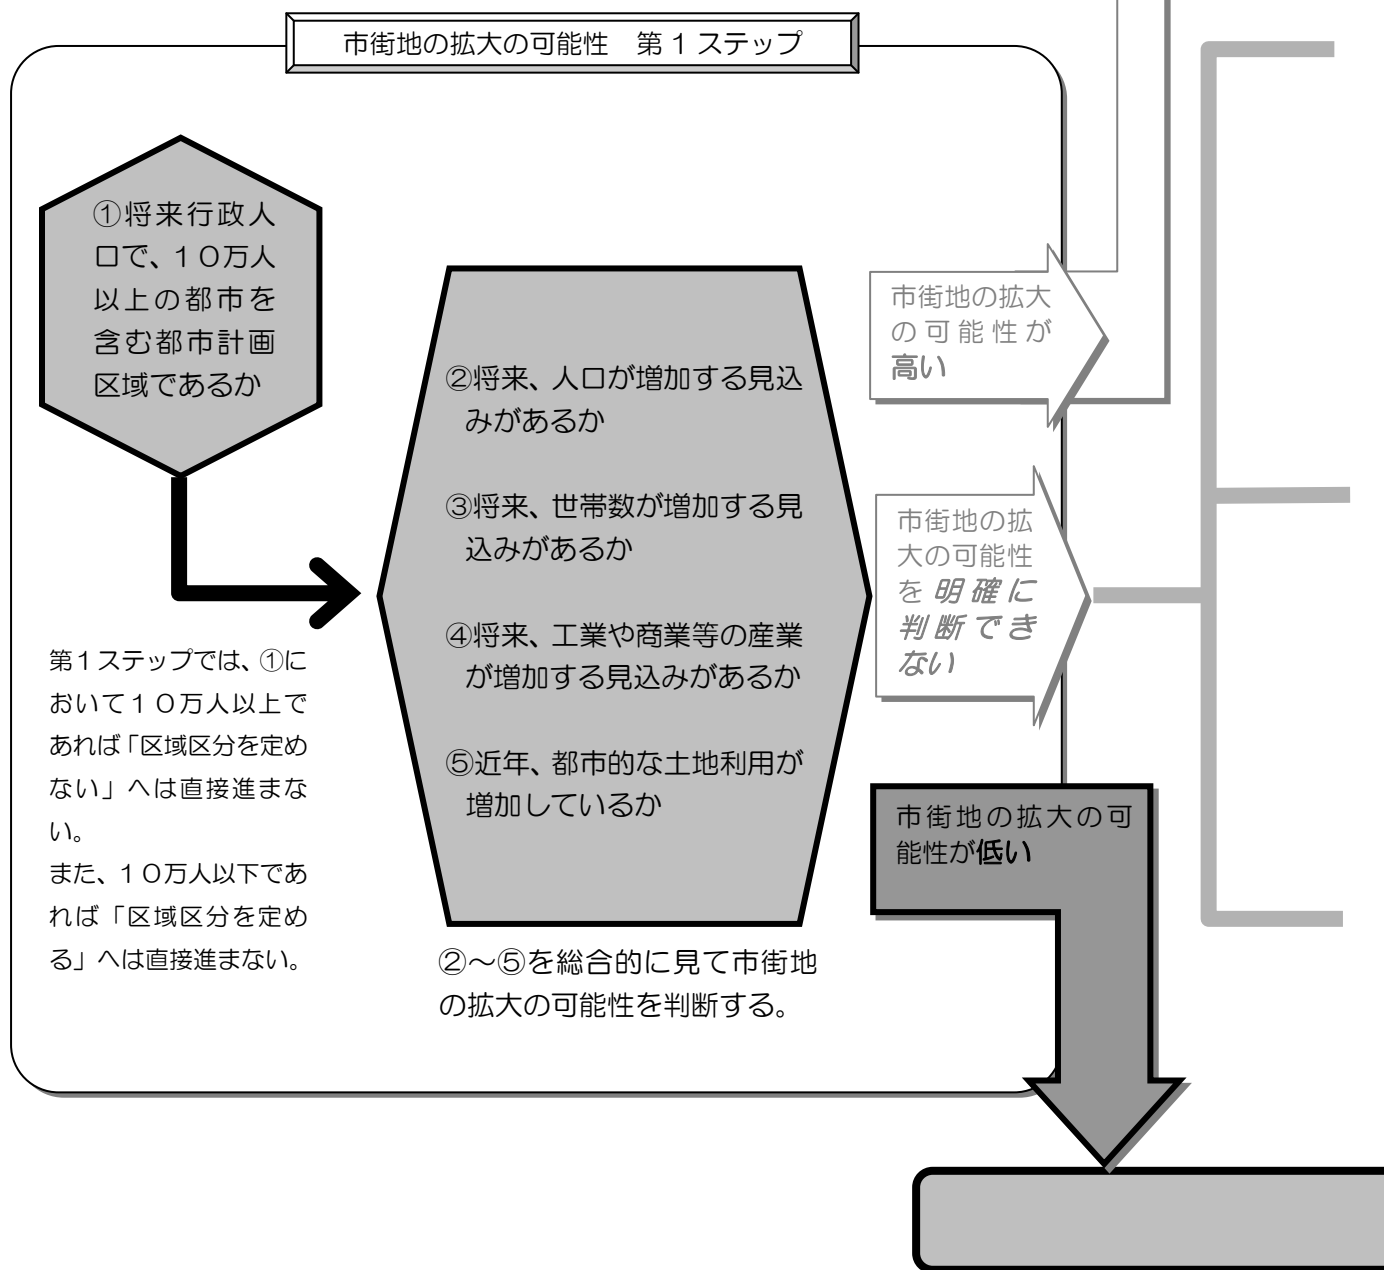 市街地の拡大の可能性　第１ステップ
①将来行政人
口で、１０万人
以上の都市を
含む都市計画
区域であるか
②将来、人口が増加する見込
みがあるか
③将来、世帯数が増加する見
込みがあるか
④将来、工業や商業等の産業
が増加する見込みがあるか
⑤近年、都市的な土地利用が
増加しているか
市街地の拡大
の可能性が
高い
市街地の拡
大の可能性
を明確に
判断でき
ない
市街地の拡大の可
能性が低い
第１ステップでは、①に
おいて１０万人以上で
あれば「区域区分を定め
ない」へは直接進まな
い。
また、１０万人以下であ
れば「区域区分を定め
る」へは直接進まない。
②～⑤を総合的に見て市街地
の拡大の可能性を判断する。